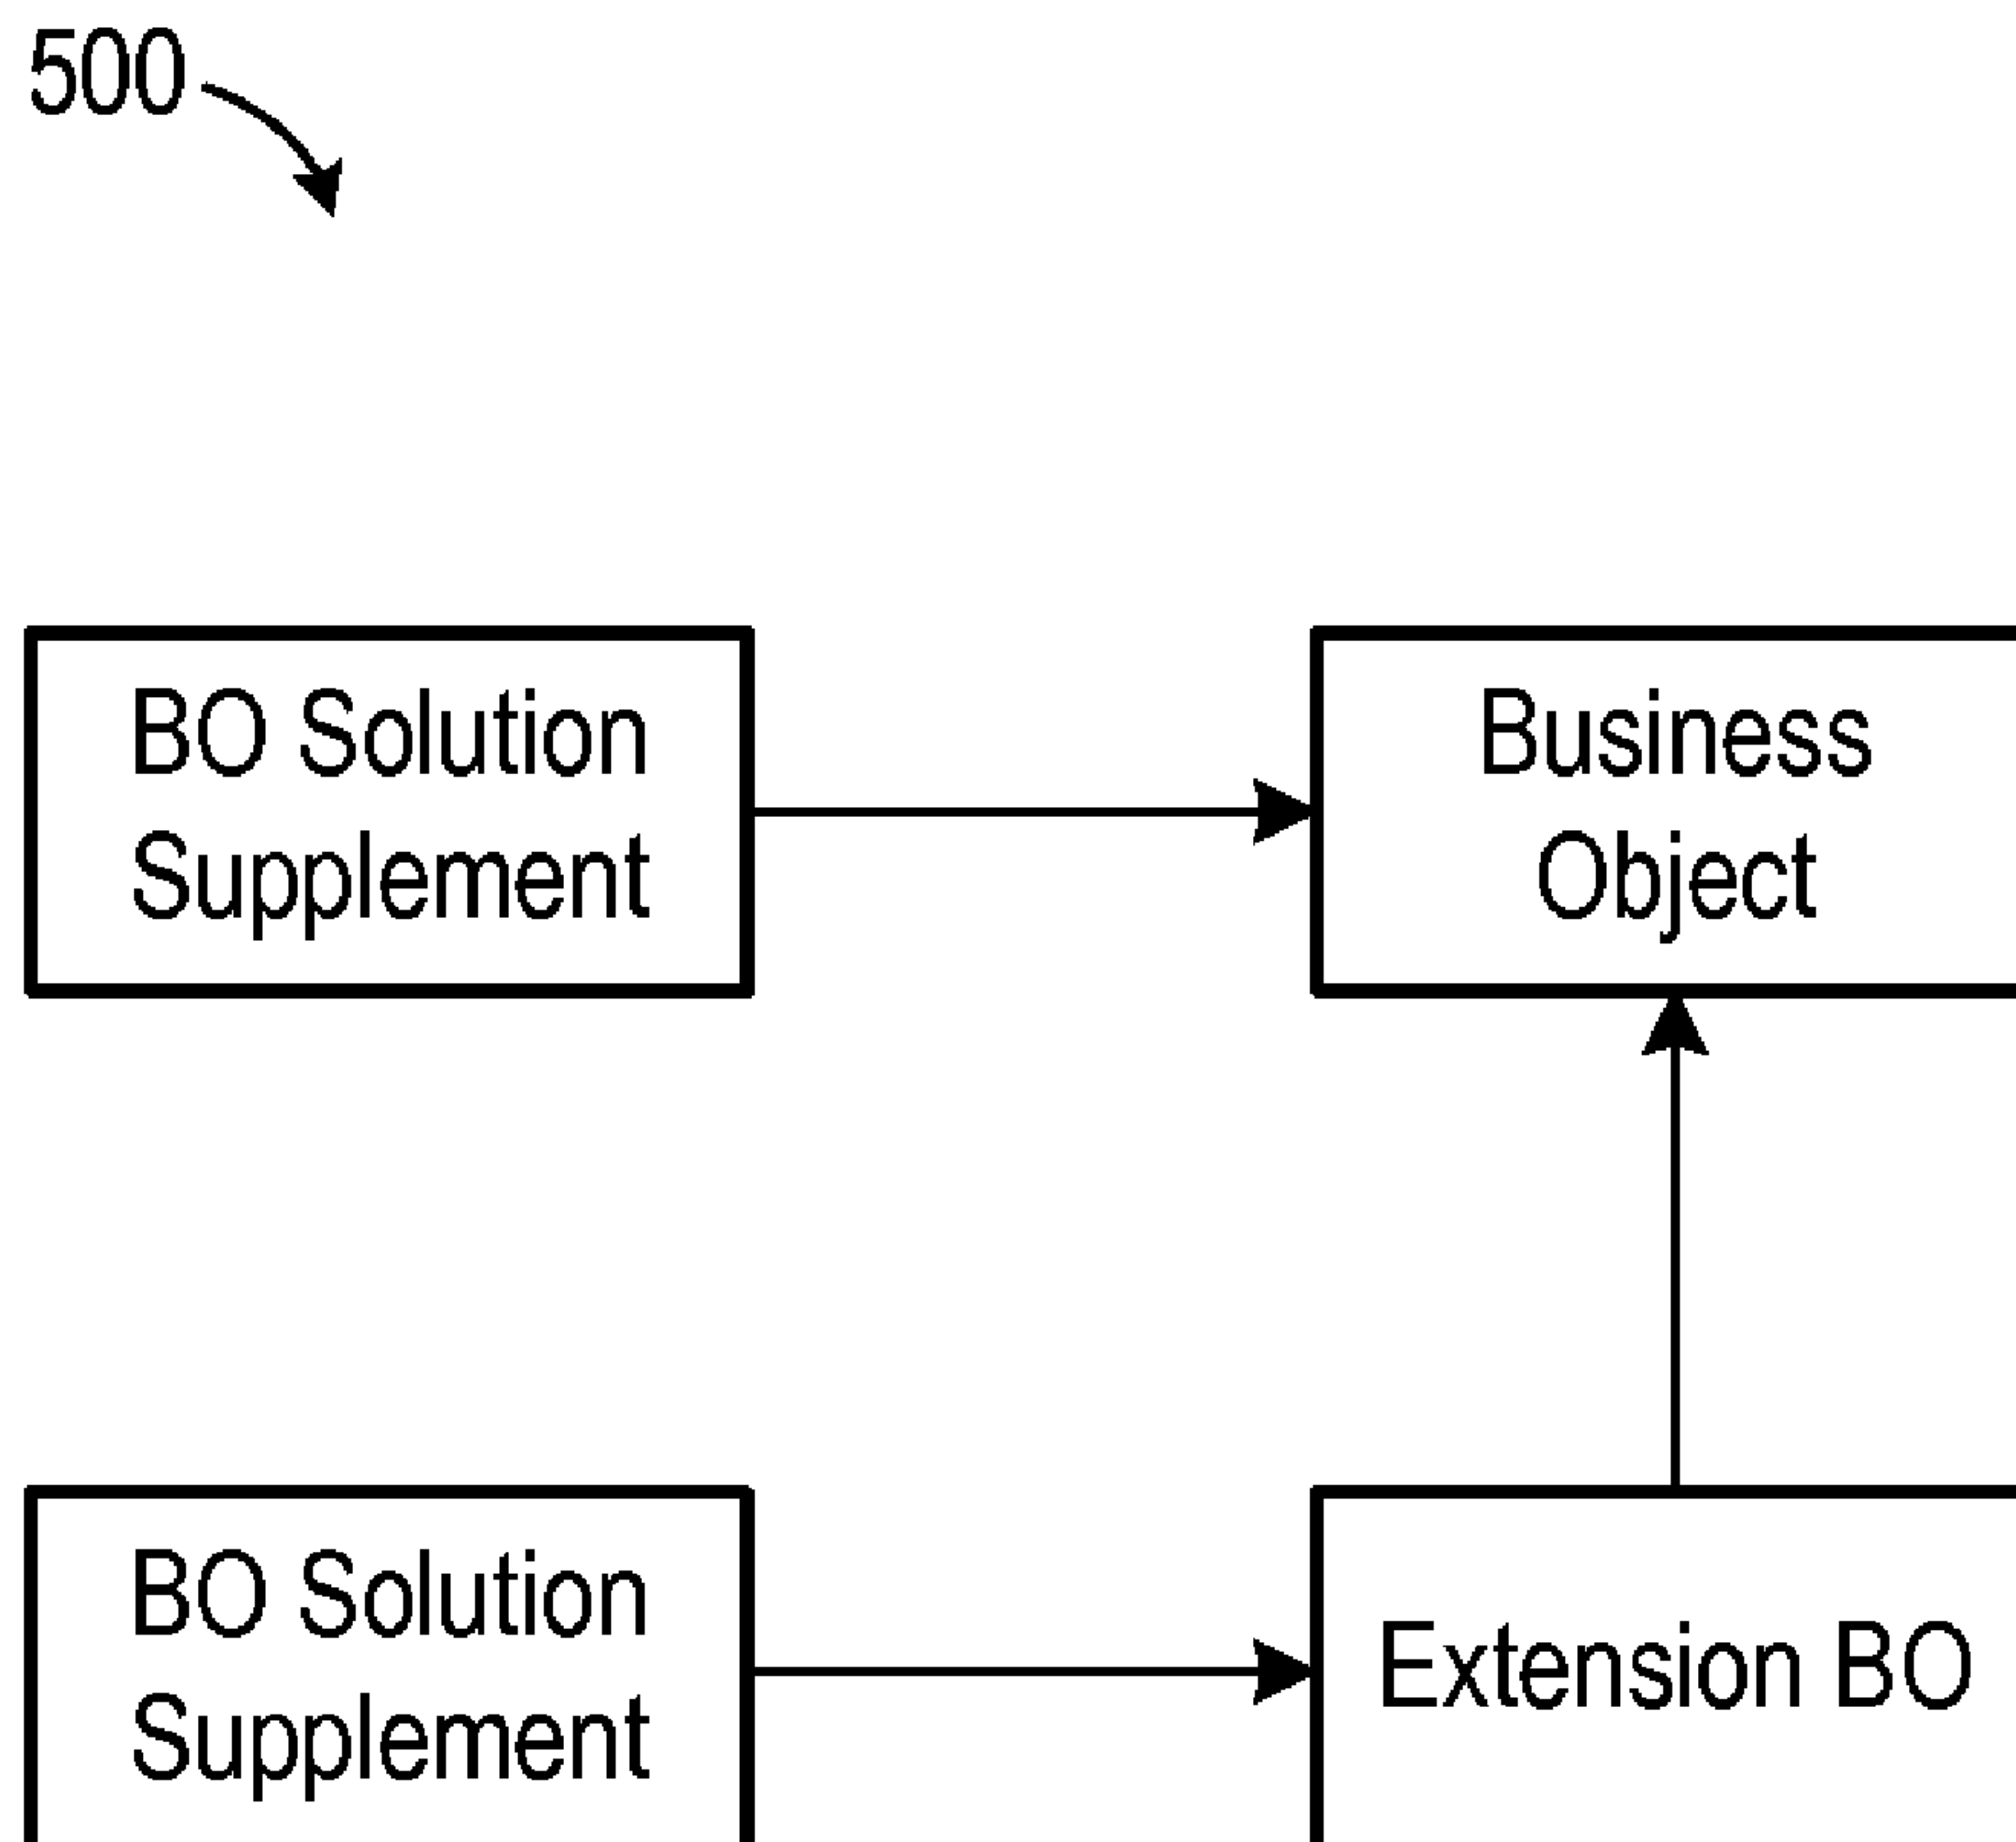 500
BO Solution
Supplement
Business
Object
BO Solution
Supplement
Extension BO